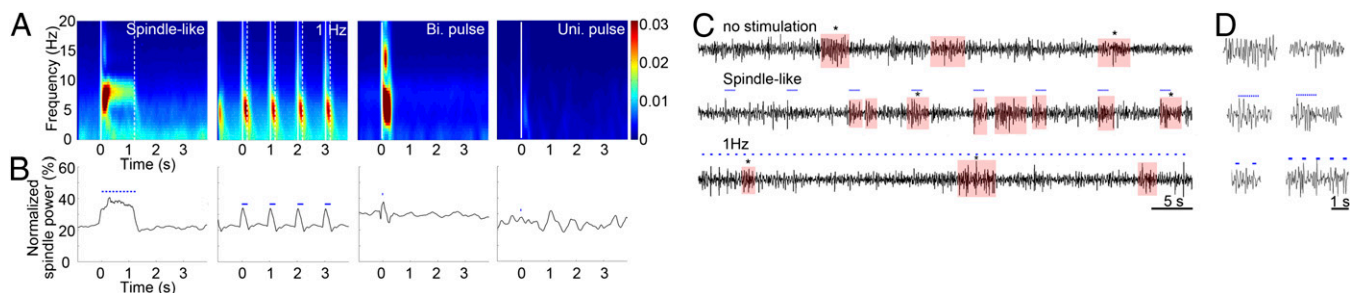 A
Frequency (Hz)
20
15
10
5
0
Spindle-like
1 Hz
Bi. pulse
Uni. pulse
0.03
0.02
0.01
0
0 1 2 3
0 1 2 3
0 1 2 3
0 1 2 3
Time (s)
B
Normalized
spindle power (%)
60
40
20
0
0 1 2 3
0 1 2 3
0 1 2 3
0 1 2 3
Time (s)
C
no stimulation
* *
Spindle-like
* *
1Hz
* *
5 s
D
1 s